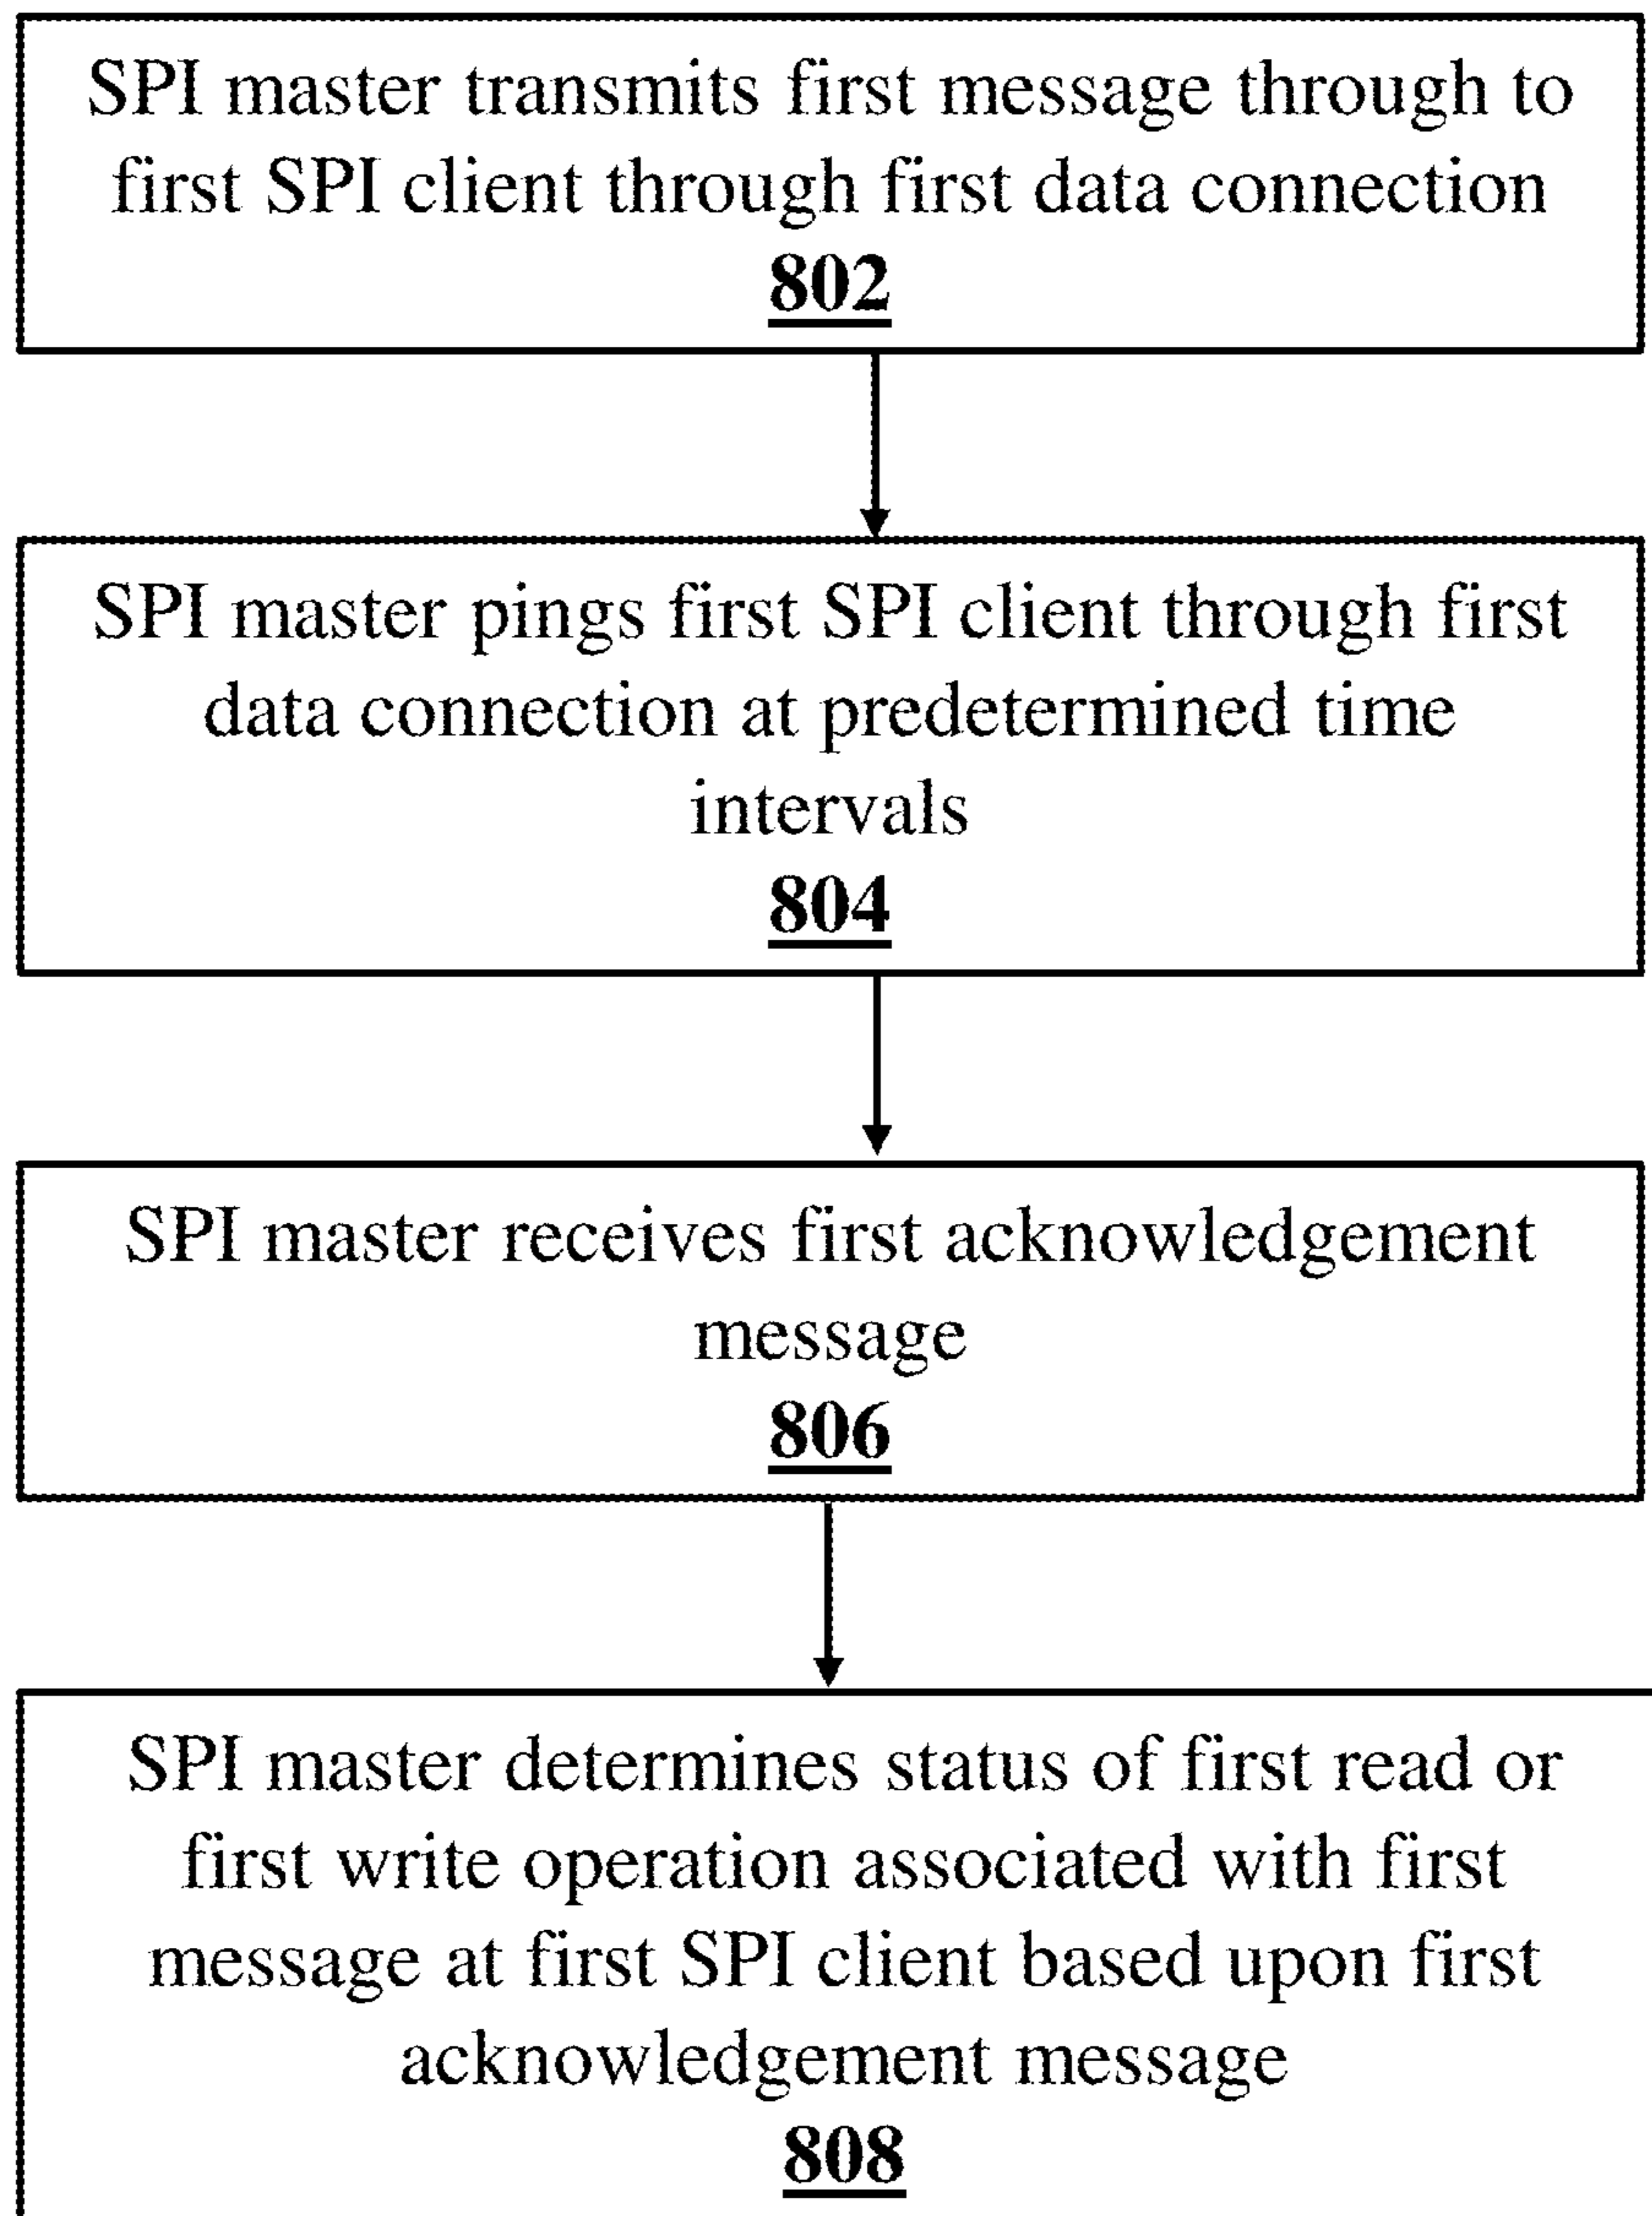 SPI master transmits first message through to
first SPI client through first data connection
802
SPI master pings first SPI client through first
data connection at predetermined time
intervals
804
SPI master receives first acknowledgement
message
806
SPI master determines status of first read or
first write operation associated with first
message at first SPI client based upon first
acknowledgement message
808